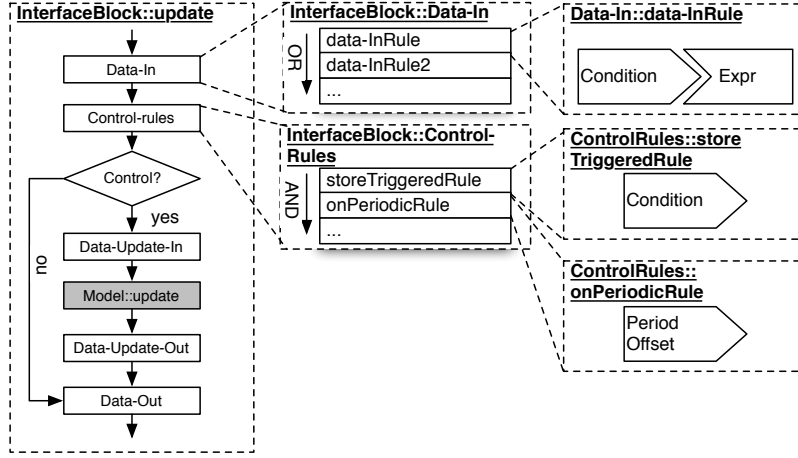 InterfaceBlock::update
Data-In
Control-rules
Control?
yes
no
Data-Update-In
Model::update
Data-Update-Out
Data-Out
InterfaceBlock::Data-In
OR
data-InRule
data-InRule2
...
InterfaceBlock::Control-
Rules
AND
storeTriggeredRule
onPeriodicRule
...
Data-In::data-InRule
Condition
Expr
ControlRules::store
TriggeredRule
Condition
ControlRules::
onPeriodicRule
Period
Offset